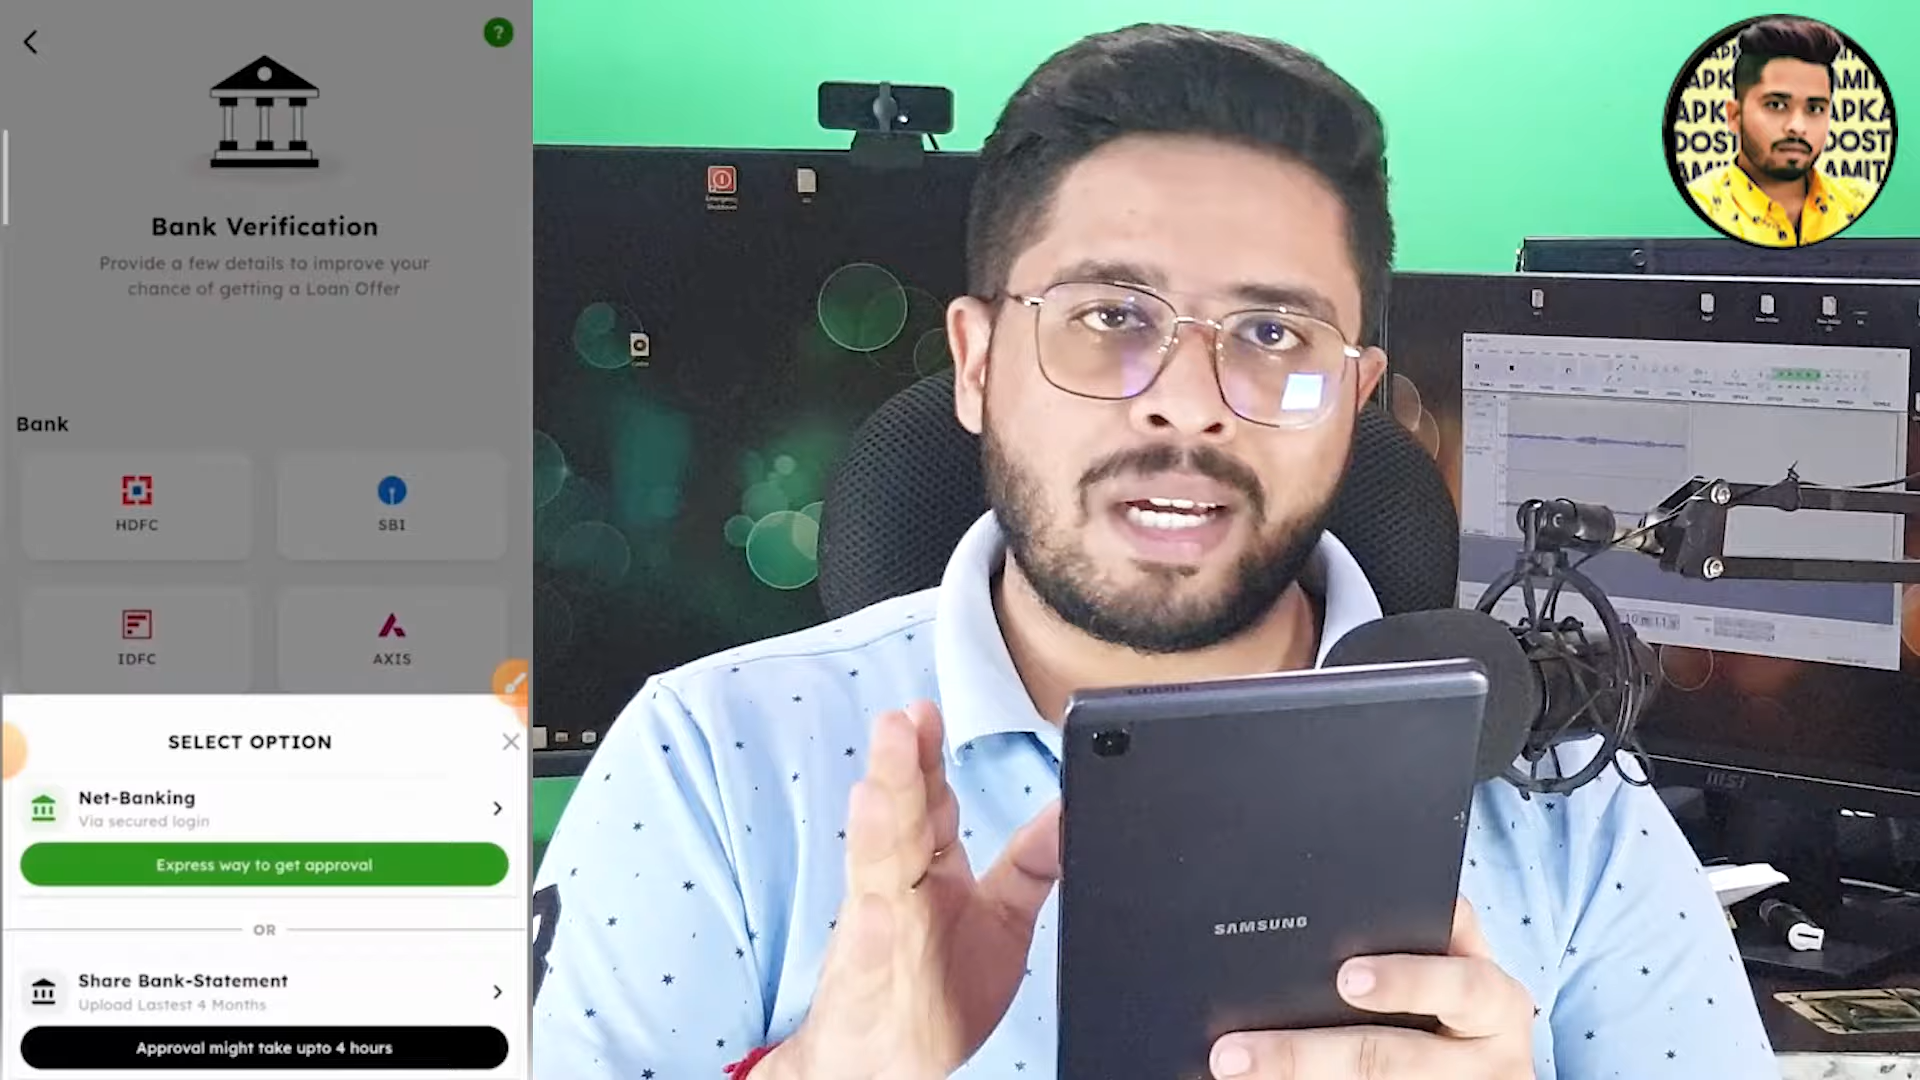 ?
Bank Verification
Provide a few details to improve your
chance of getting a Loan Offer
Bank
HDFC
SBI
IDFC
AXIS
SELECT OPTION
Net-Banking
Via secured login
Express way to get approval
OR
Share Bank-Statement
Upload Lastest 4 Months
Approval might take upto 4 hours
SAMSUNG
msi
APKA
DOST
AMIT